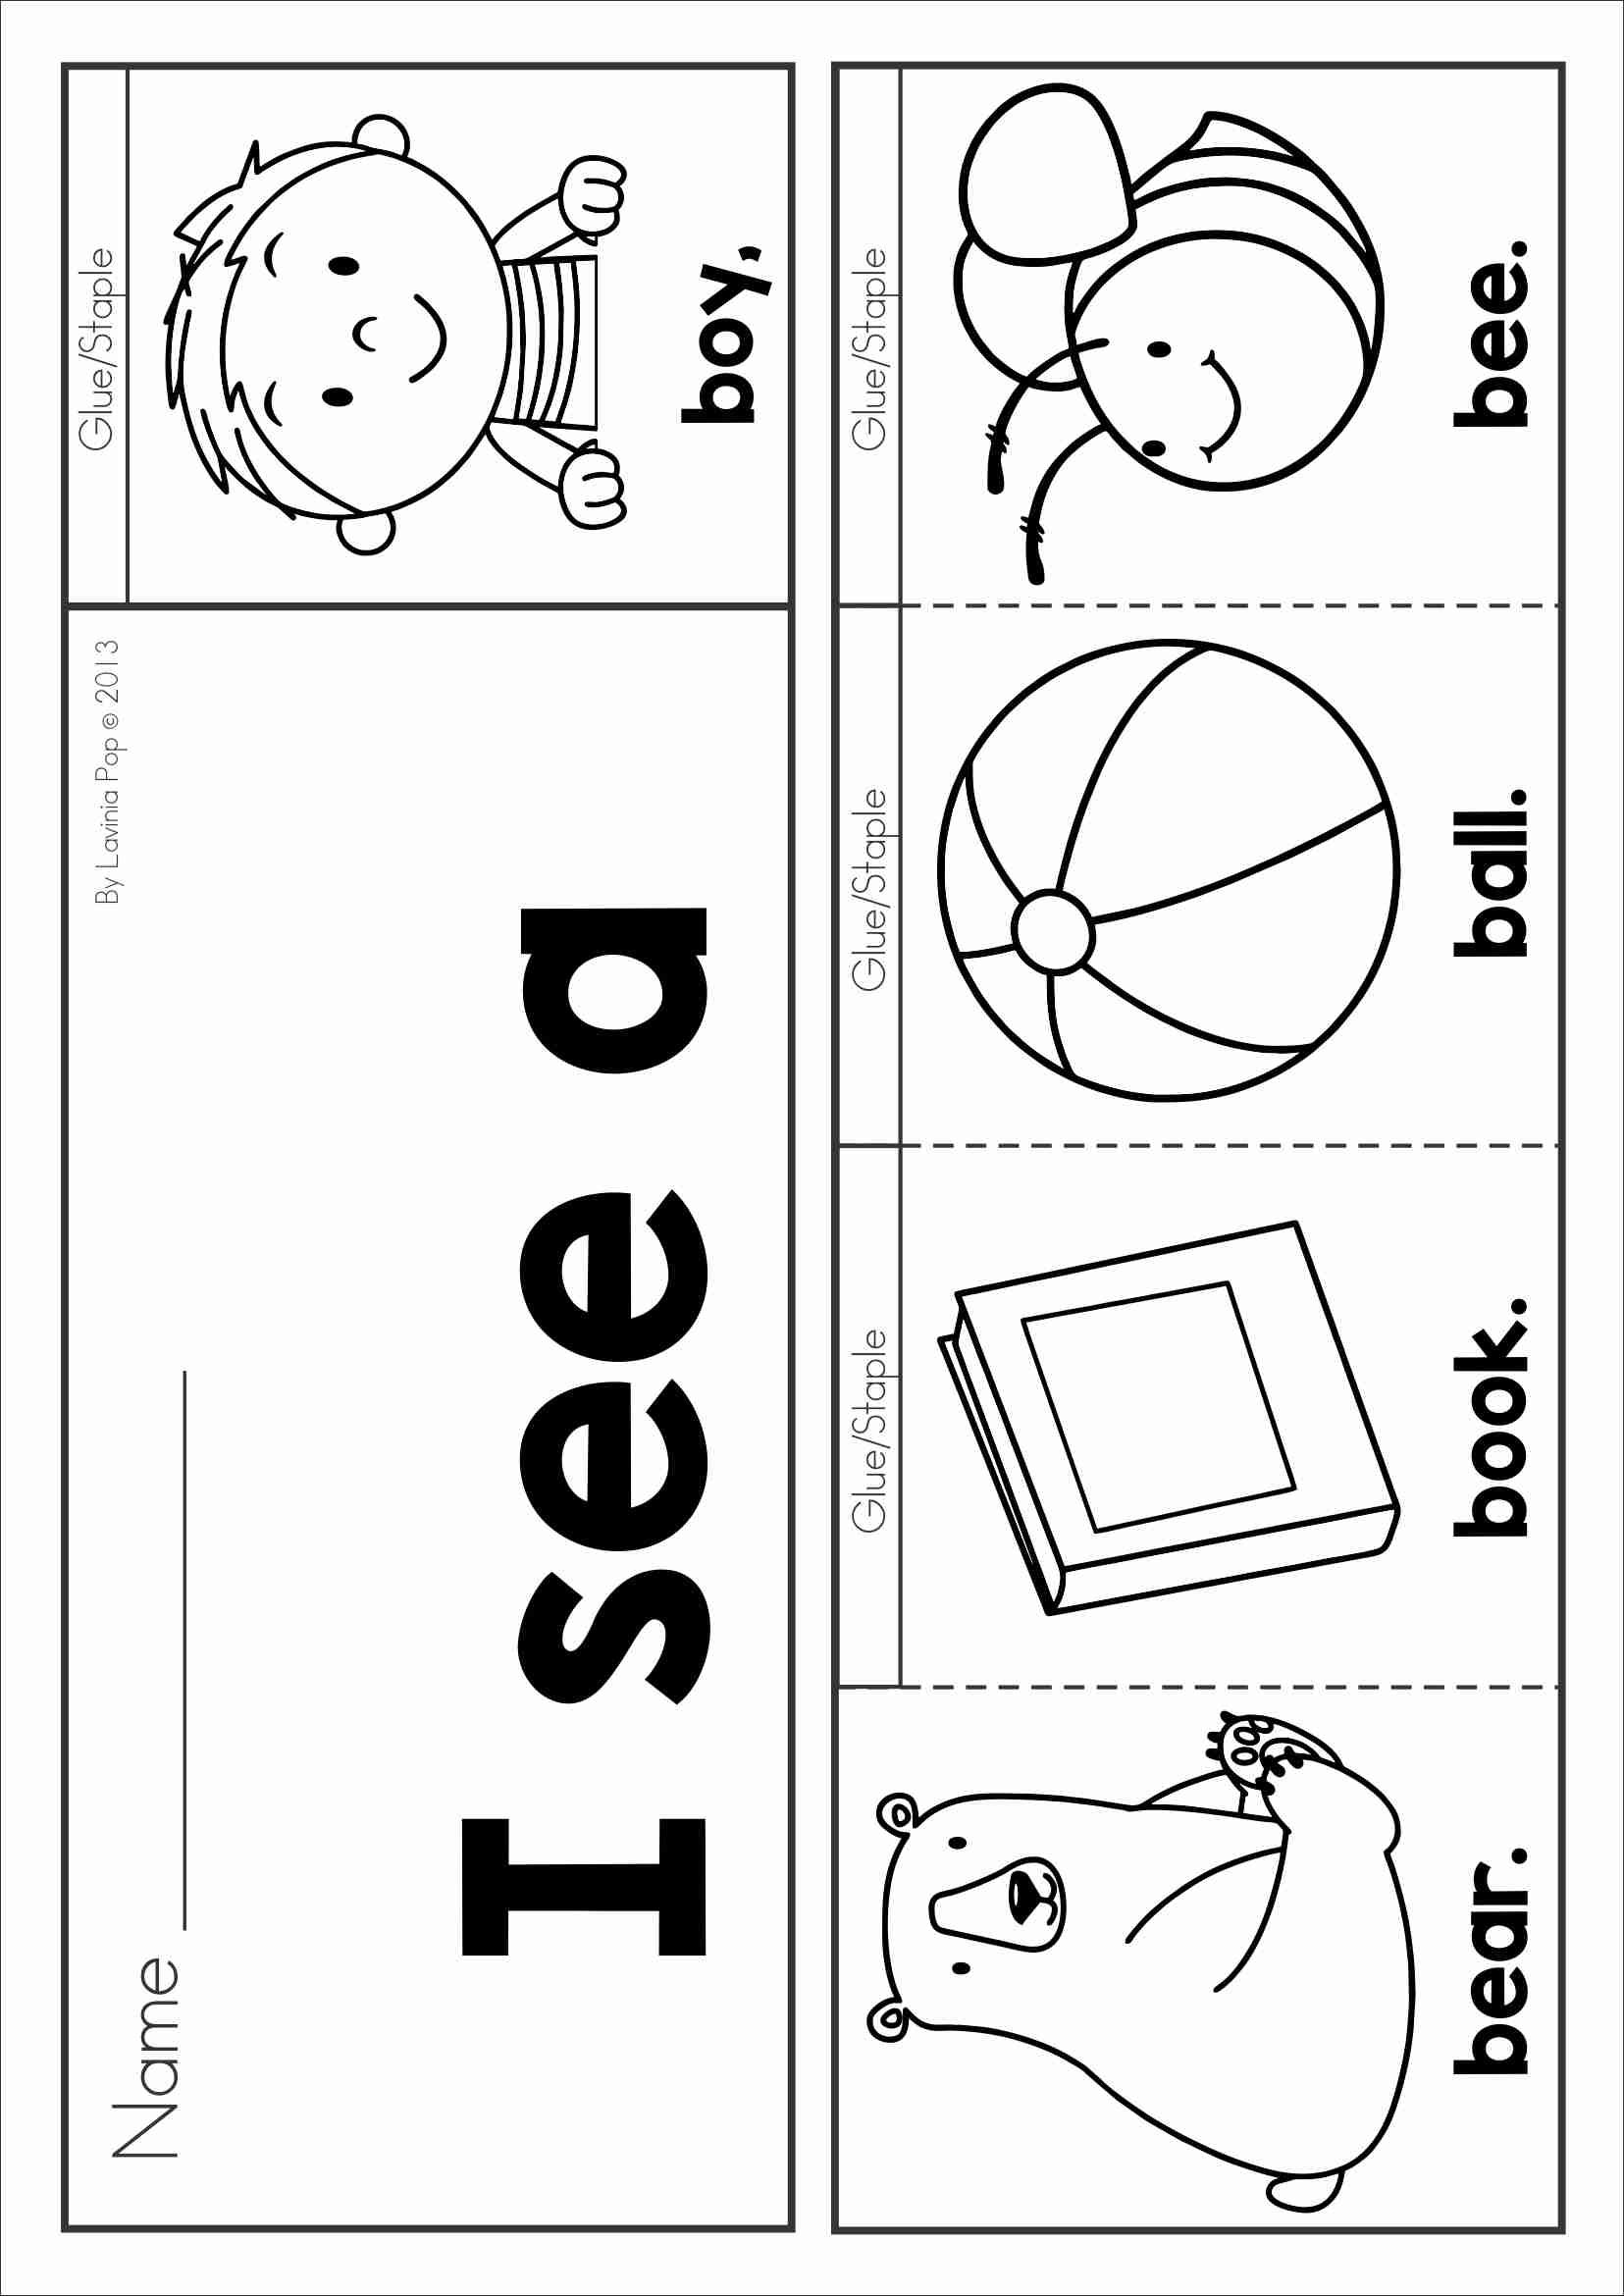 Name
By Lavinia Pop © 2013
Glue/Staple
I see a
boy,
Glue/Staple
Glue/Staple
Glue/Staple
bear.
book.
ball.
bee.